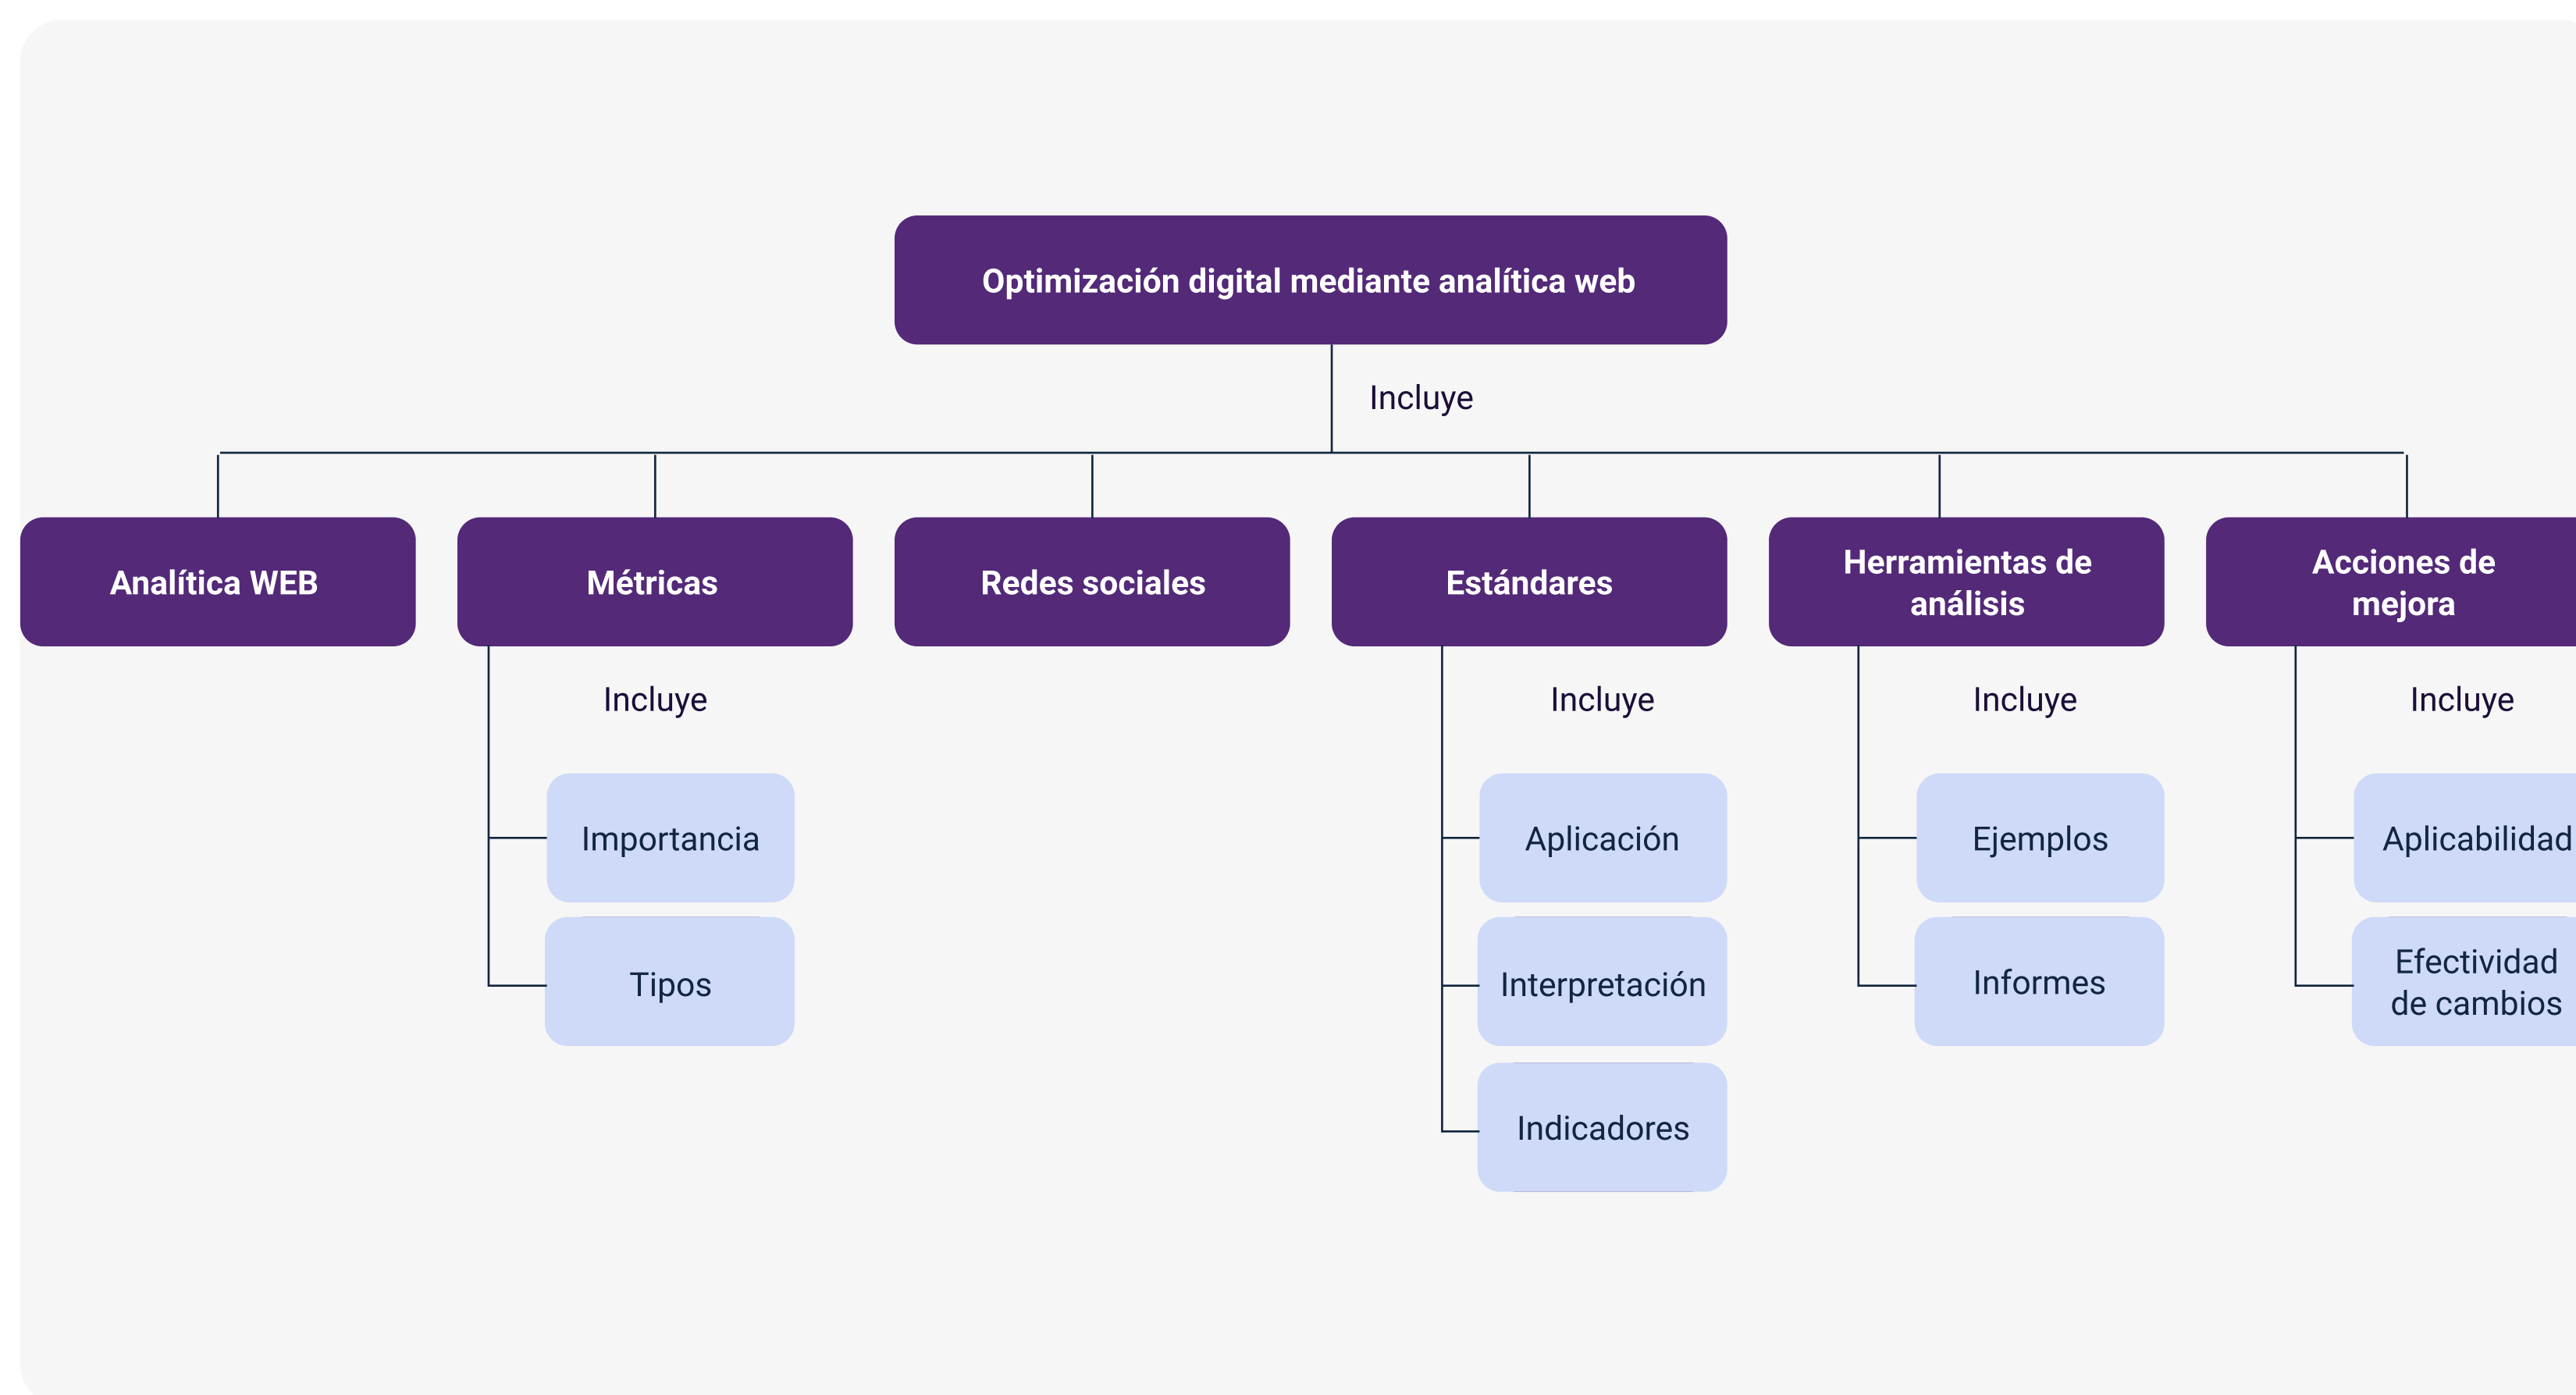 Optimización digital mediante analítica web
Incluye
Analítica WEB
Métricas
Redes sociales
Estándares
Herramientas de
análisis
Acciones de
mejora
Incluye
Incluye
Incluye
Incluye
Importancia
Tipos
Aplicación
Interpretación
Indicadores
Ejemplos
Informes
Aplicabilidad
Efectividad
de cambios